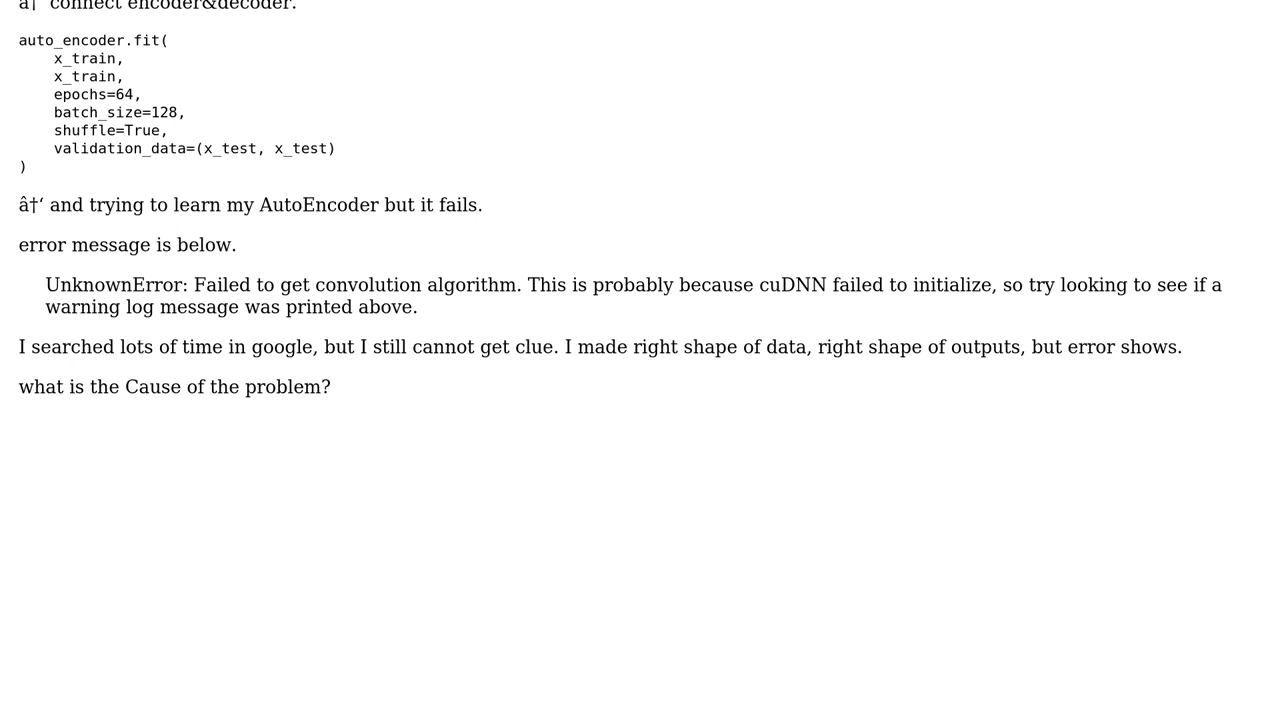 â†‘ connect encoder&decoder.
auto_encoder.fit(
    x_train,
    x_train,
    epochs=64,
    batch_size=128,
    shuffle=True,
    validation_data=(x_test, x_test)
)
â†‘ and trying to learn my AutoEncoder but it fails.
error message is below.
UnknownError: Failed to get convolution algorithm. This is probably because cuDNN failed to initialize, so try looking to see if a
warning log message was printed above.
I searched lots of time in google, but I still cannot get clue. I made right shape of data, right shape of outputs, but error shows.
what is the Cause of the problem?